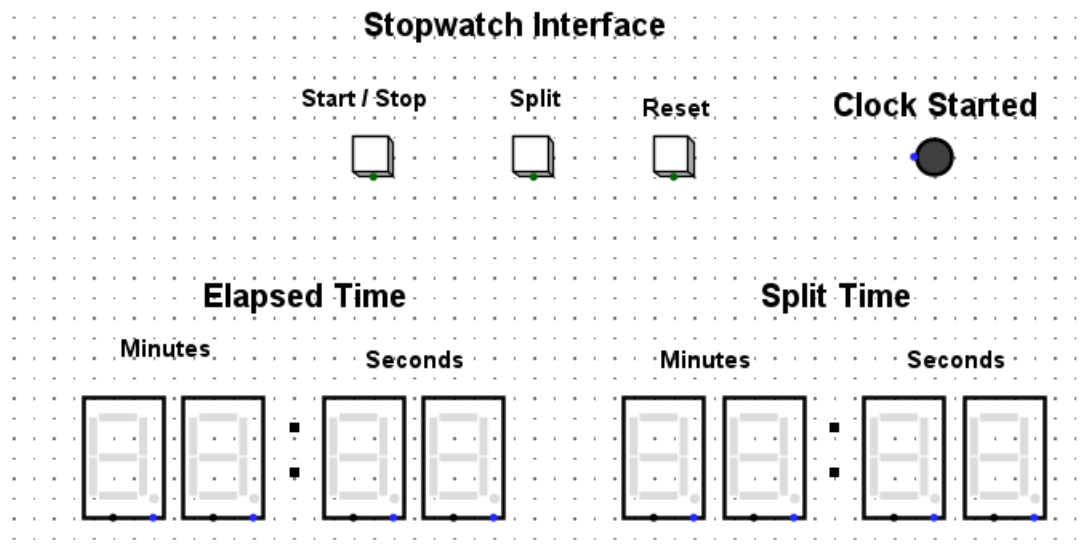 Stopwatch Interface
Start / Stop
Split
Reset
Clock Started
Elapsed Time
Split Time
Minutes
Seconds
Minutes
Seconds
:
: